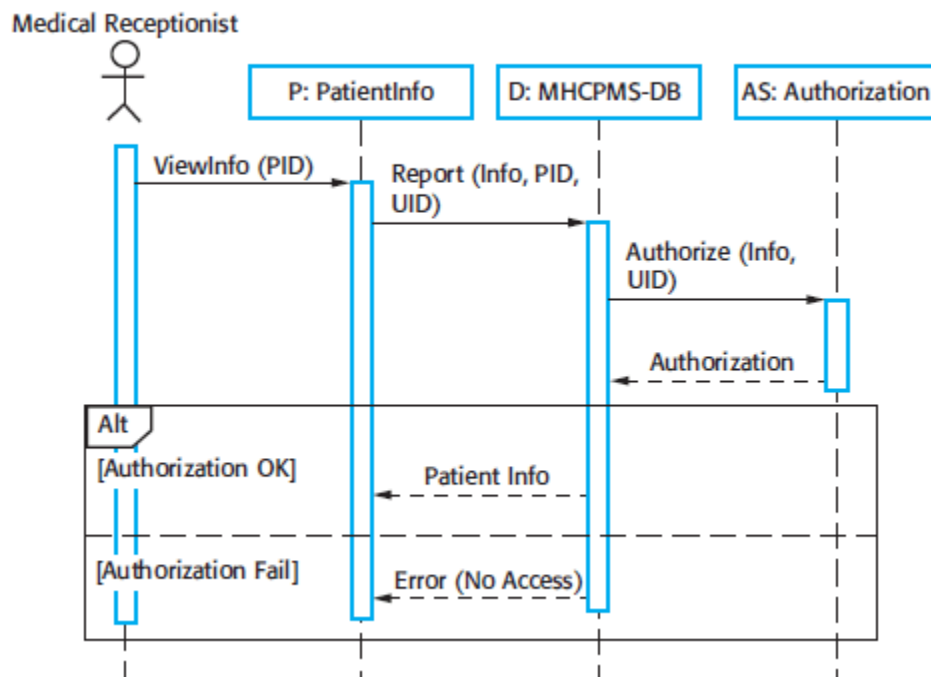 Medical Receptionist
P: PatientInfo
D: MHCPMS-DB
AS: Authorization
ViewInfo (PID)
Report (Info, PID,
UID)
Authorize (Info,
UID)
Authorization
Alt
[Authorization OK]
Patient Info
[Authorization Fail]
Error (No Access)